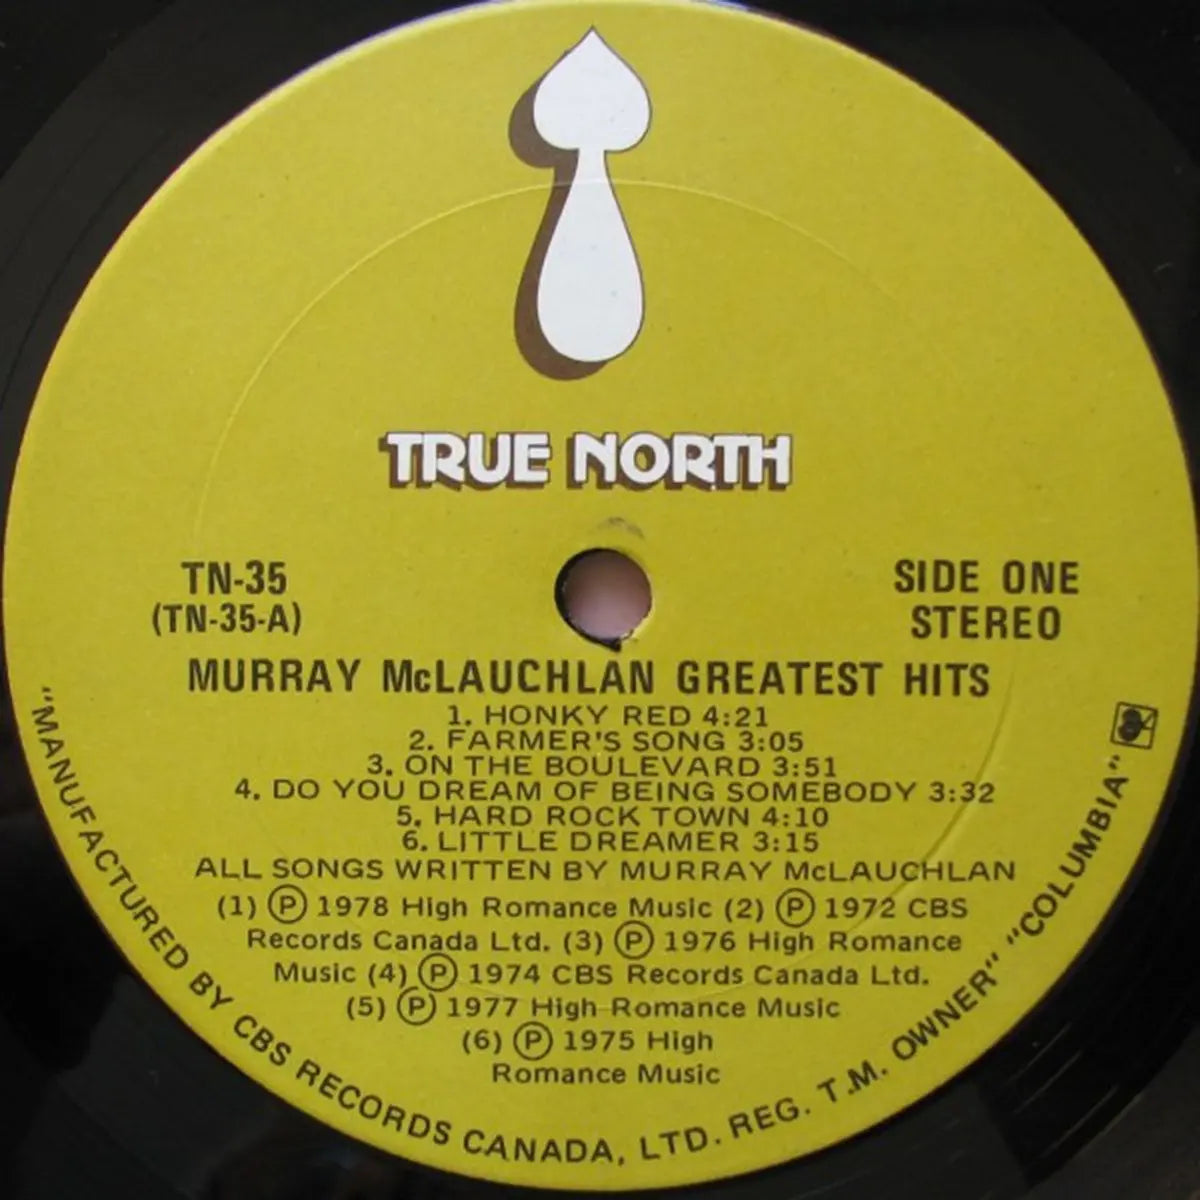 TRUE NORTH
TN-35
(TN-35-A)
SIDE ONE
STEREO
MURRAY McLAUCHLAN GREATEST HITS
1. HONKY RED 4:21
2. FARMER'S SONG 3:05
3. ON THE BOULEVARD 3:51
4. DO YOU DREAM OF BEING SOMEBODY 3:32
5. HARD ROCK TOWN 4:10
6. LITTLE DREAMER 3:15
ALL SONGS WRITTEN BY MURRAY McLAUCHLAN
(1) Ⓟ 1978 High Romance Music (2) Ⓟ 1972 CBS
Records Canada Ltd. (3) Ⓟ 1976 High Romance
Music (4) Ⓟ 1974 CBS Records Canada Ltd.
(5) Ⓟ 1977 High Romance Music
(6) Ⓟ 1975 High
Romance Music
"MANUFACTURED BY CBS RECORDS CANADA, LTD. REG. T.M. OWNER" "COLUMBIA"